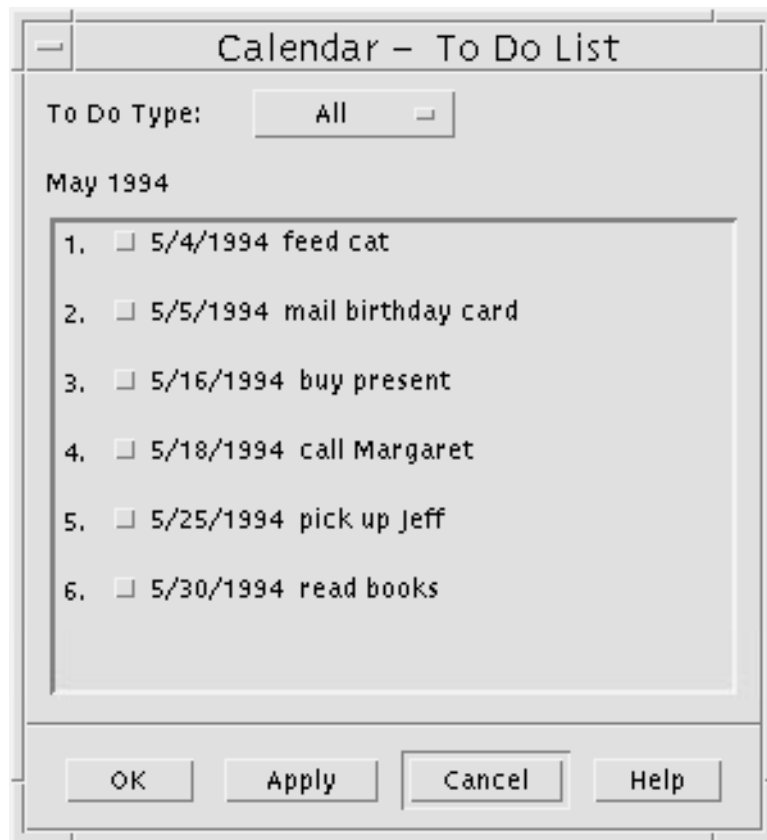 Calendar – To Do List
To Do Type: All
May 1994
1. 5/4/1994 feed cat
2. 5/5/1994 mail birthday card
3. 5/16/1994 buy present
4. 5/18/1994 call Margaret
5. 5/25/1994 pick up Jeff
6. 5/30/1994 read books
OK Apply Cancel Help